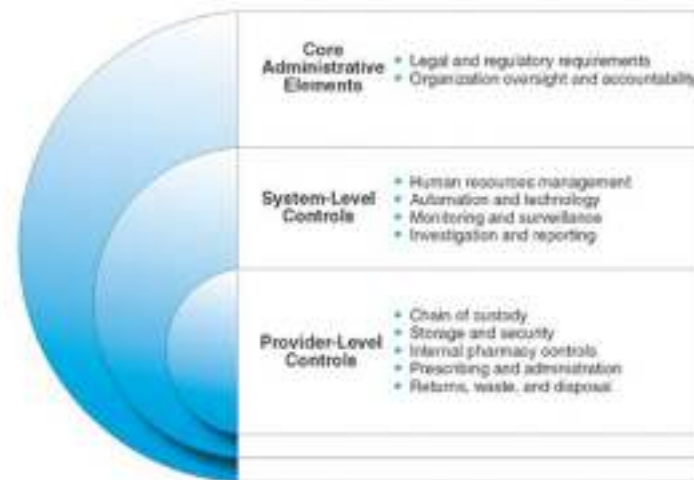 Core
Administrative
Elements
• Legal and regulatory requirements
• Organization oversight and accountability
System-Level
Controls
• Human resources management
• Automation and technology
• Monitoring and surveillance
• Investigation and reporting
Provider-Level
Controls
• Chain of custody
• Storage and security
• Internal pharmacy controls
• Prescribing and administration
• Returns, waste, and disposal